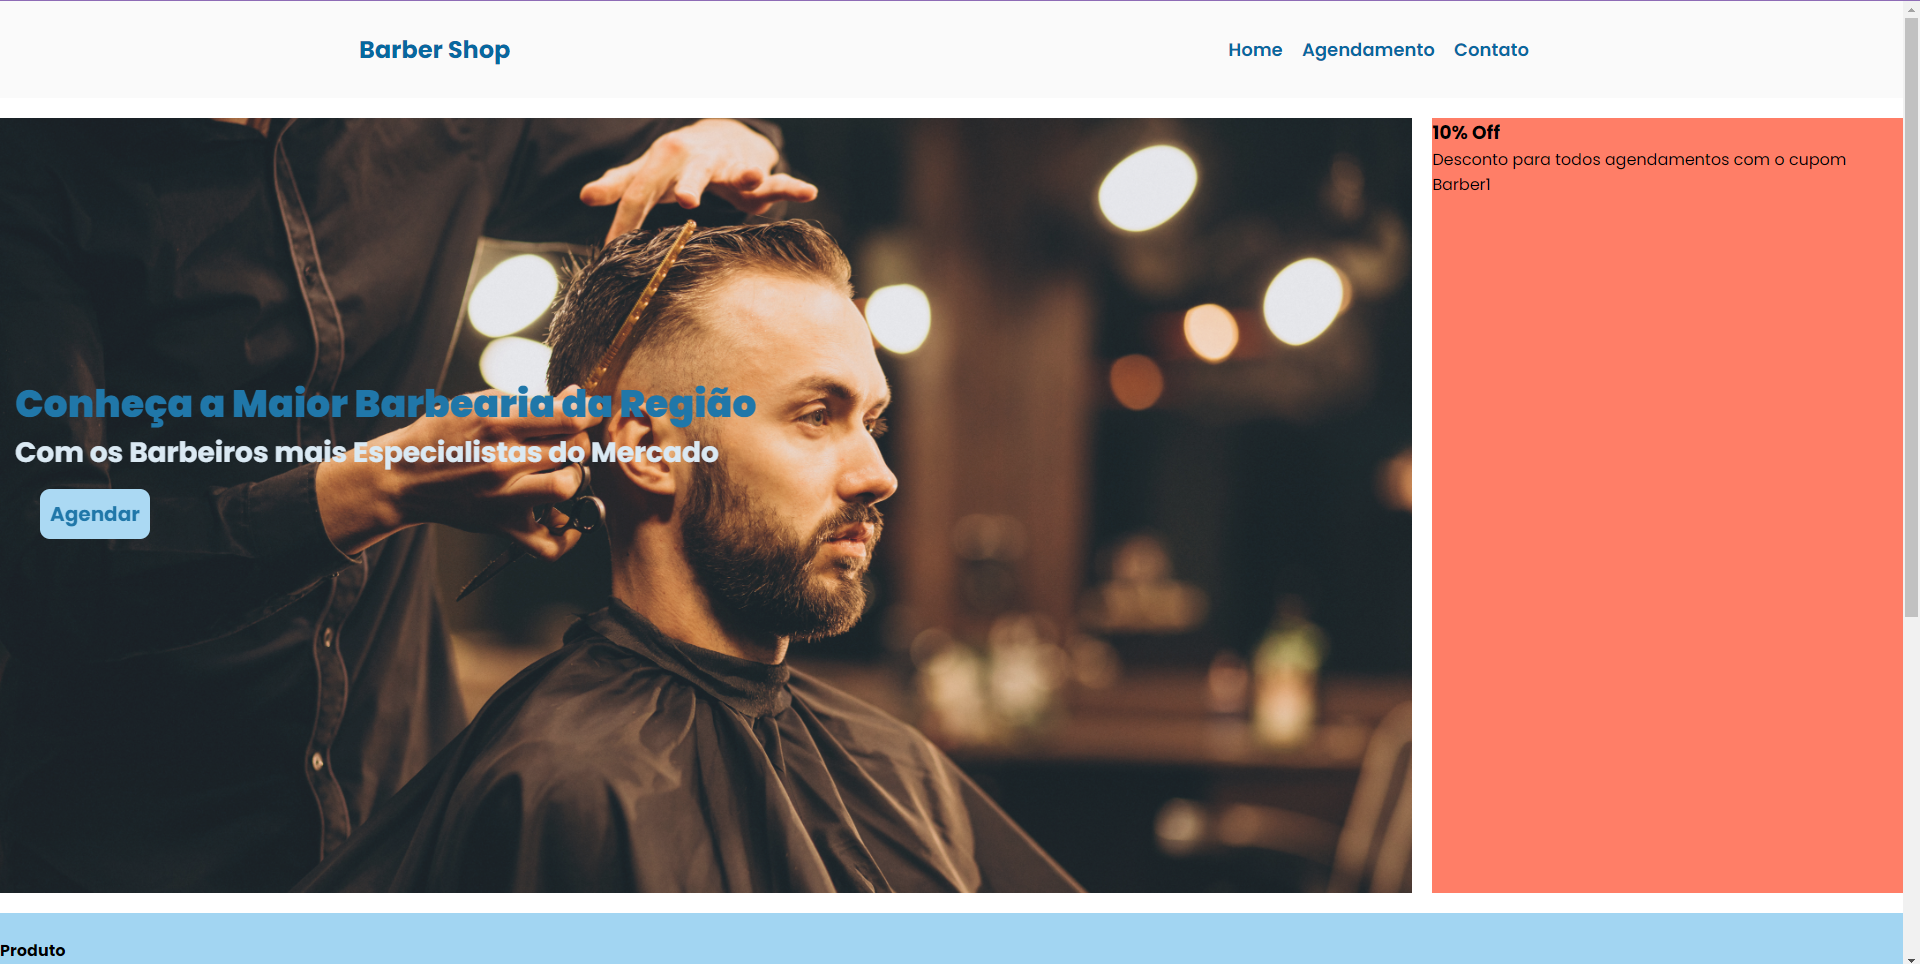 Barber Shop
Home Agendamento Contato
Conheça a Maior Barbearia da Região
Com os Barbeiros mais Especialistas do Mercado
Agendar
10% Off
Desconto para todos agendamentos com o cupom
Barber1
Produto